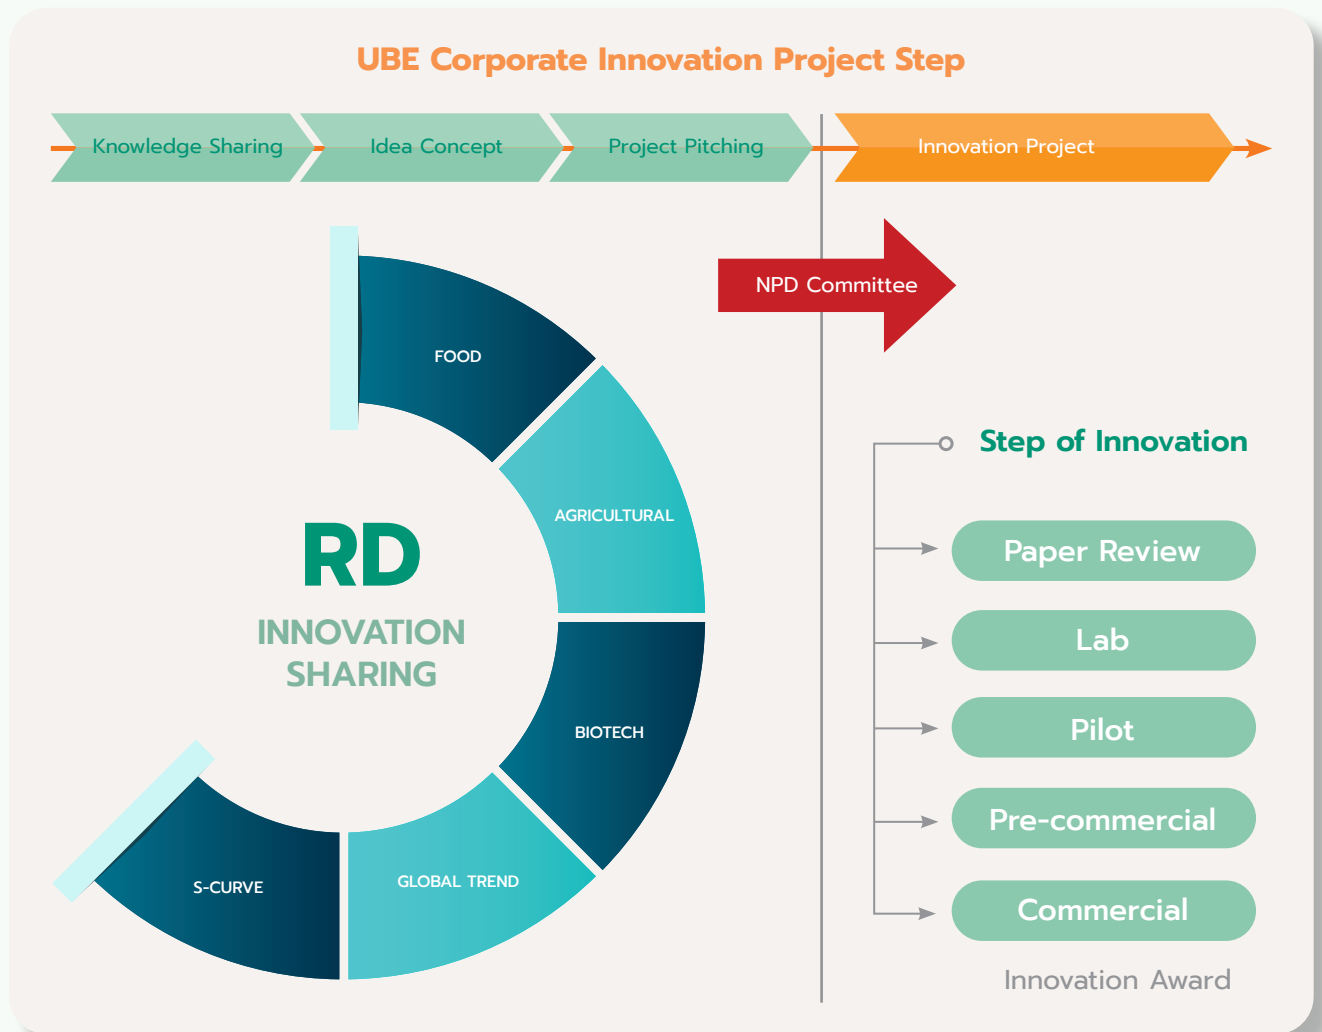 UBE Corporate Innovation Project Step
Knowledge Sharing
Idea Concept
Project Pitching
Innovation Project
NPD Committee
FOOD
AGRICULTURAL
BIOTECH
GLOBAL TREND
S-CURVE
RD
INNOVATION
SHARING
Step of Innovation
Paper Review
Lab
Pilot
Pre-commercial
Commercial
Innovation Award